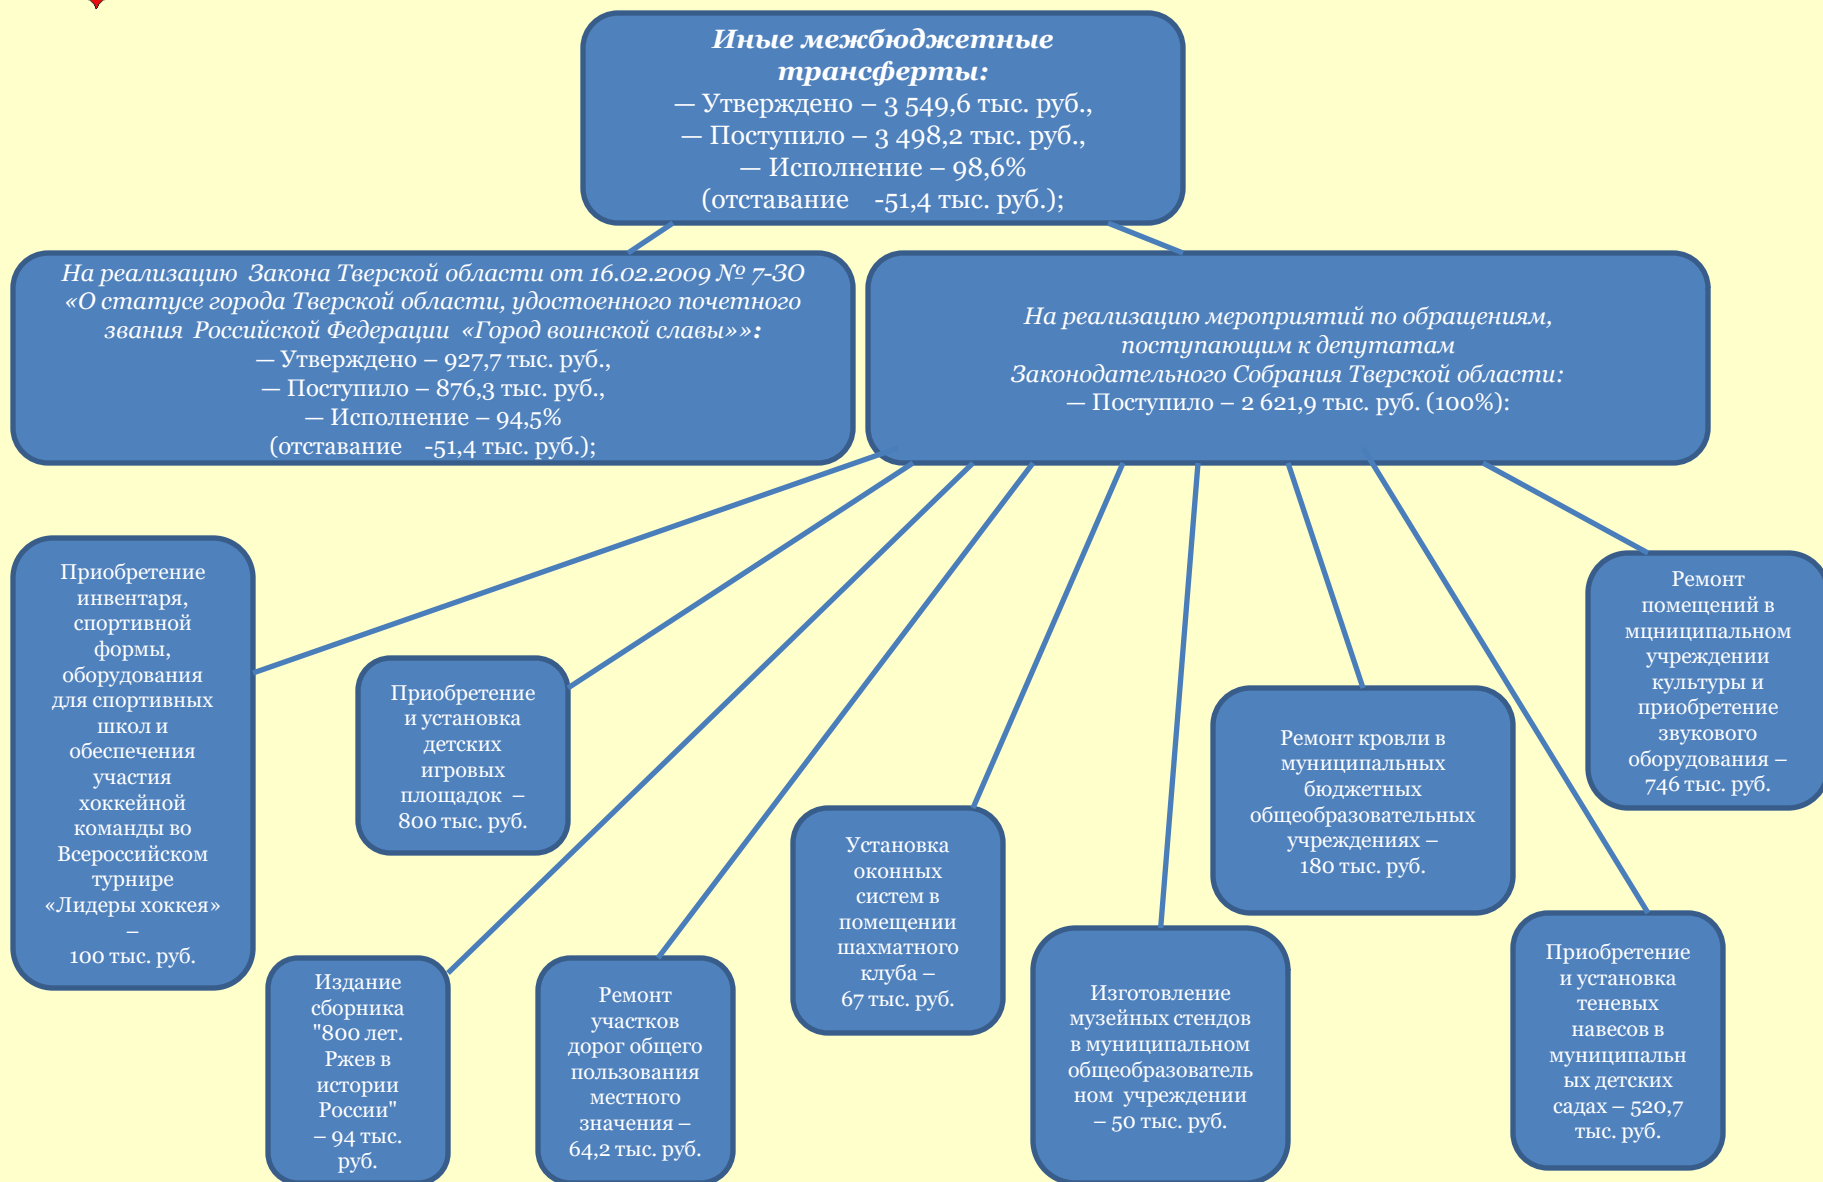 Иные межбюджетные
трансферты:
— Утверждено – 3 549,6 тыс. руб.,
— Поступило – 3 498,2 тыс. руб.,
— Исполнение – 98,6%
(отставание -51,4 тыс. руб.);
На реализацию Закона Тверской области от 16.02.2009 № 7-ЗО
«О статусе города Тверской области, удостоенного почетного
звания Российской Федерации «Город воинской славы»»:
— Утверждено – 927,7 тыс. руб.,
— Поступило – 876,3 тыс. руб.,
— Исполнение – 94,5%
(отставание -51,4 тыс. руб.);
На реализацию мероприятий по обращениям,
поступающим к депутатам
Законодательного Собрания Тверской области:
— Поступило – 2 621,9 тыс. руб. (100%):
Приобретение
инвентаря,
спортивной
формы,
оборудования
для спортивных
школ и
обеспечения
участия
хоккейной
команды во
Всероссийском
турнире
«Лидеры хоккея»
–
100 тыс. руб.
Издание
сборника
"800 лет.
Ржев в
истории
России"
– 94 тыс.
руб.
Приобретение
и установка
детских
игровых
площадок –
800 тыс. руб.
Ремонт
участков
дорог общего
пользования
местного
значения –
64,2 тыс. руб.
Установка
оконных
систем в
помещении
шахматного
клуба –
67 тыс. руб.
Изготовление
музейных стендов
в муниципальном
общеобразователь
ном учреждении
– 50 тыс. руб.
Ремонт кровли в
муниципальных
бюджетных
общеобразовательных
учреждениях –
180 тыс. руб.
Приобретение
и установка
теневых
навесов в
муниципальн
ых детских
садах – 520,7
тыс. руб.
Ремонт
помещений в
мцниципальном
учреждении
культуры и
приобретение
звукового
оборудования –
746 тыс. руб.